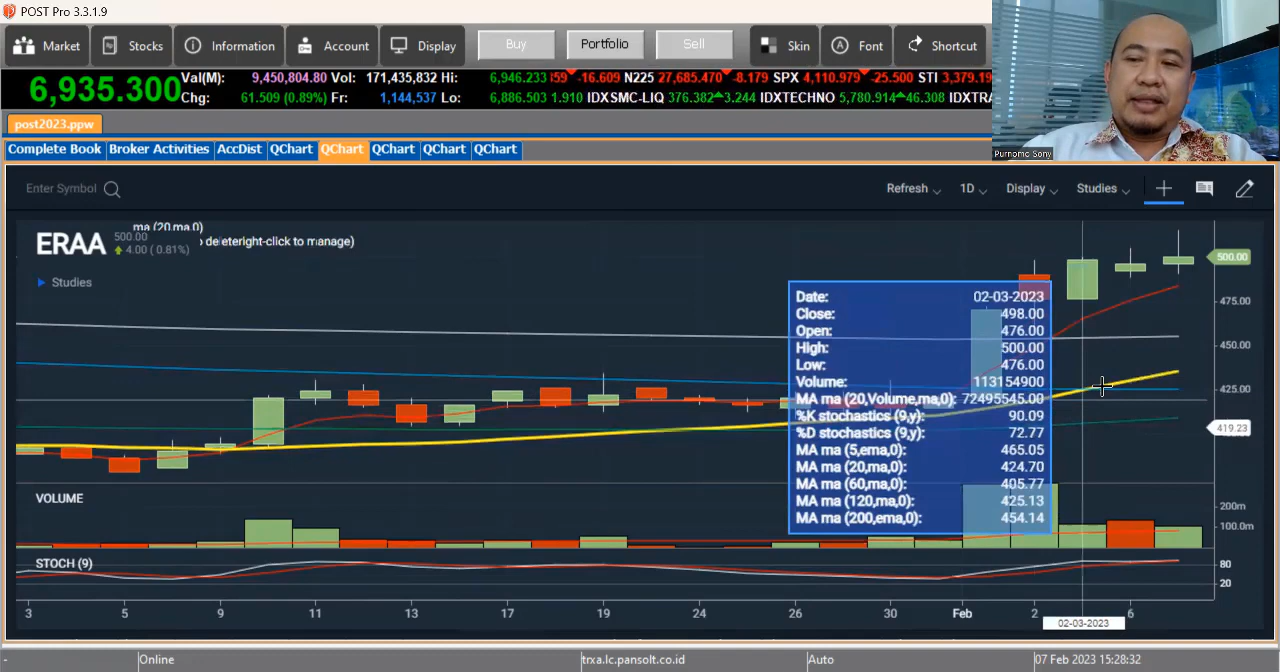 POST Pro 3.3.1.9
Market Stocks Information Account Display Buy Portfolio Sell Skin Font Shortcut
6,935.300
Val(M): 9,450,804.80 Vol: 171,435,832 Hi: 6,946.233 -16.609 N225 27,685.470 -8.179 SPX 4,110.979 -25.500 STI 3,379.19
Chg: 61.509 (0.89%) Fr: 1,144,537 Lo: 6,886.503 1.910 IDXSMC-LIQ 376.382 3.244 IDXTECHNO 5,780.914 46.308 IDXTRA
Purnomo Sony
post2023.ppw
Complete Book Broker Activities AccDist QChart QChart QChart QChart QChart
Enter Symbol Refresh 1D Display Studies
ma (20,ma,0)
ERAA 500.00
4.00 (0.81%)
right-click to manage)
Studies
500.00
475.00
450.00
425.00
419.23
Date: 02-03-2023
Close: 498.00
Open: 476.00
High: 500.00
Low: 476.00
Volume: 113154900
MA ma (20,Volume,ma,0): 72495545.00
%K stochastics (9,y): 90.09
%D stochastics (9,y): 72.77
MA ma (5,ema,0): 465.05
MA ma (20,ma,0): 424.70
MA ma (60,ma,0): 405.77
MA ma (120,ma,0): 425.13
MA ma (200,ema,0): 454.14
VOLUME
200m
100.0m
STOCH (9)
80
20
3 5 9 11 13 17 19 24 26 30 Feb 2 6
02-03-2023
- Online trxa.lc.pansolt.co.id Auto 07 Feb 2023 15:28:32